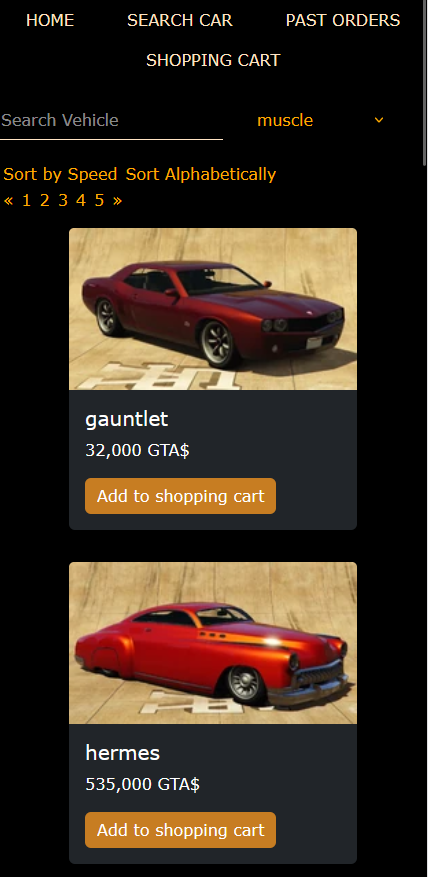 HOME SEARCH CAR PAST ORDERS
SHOPPING CART
Search Vehicle muscle
Sort by Speed Sort Alphabetically
« 1 2 3 4 5 »
gauntlet
32,000 GTA$
Add to shopping cart
hermes
535,000 GTA$
Add to shopping cart